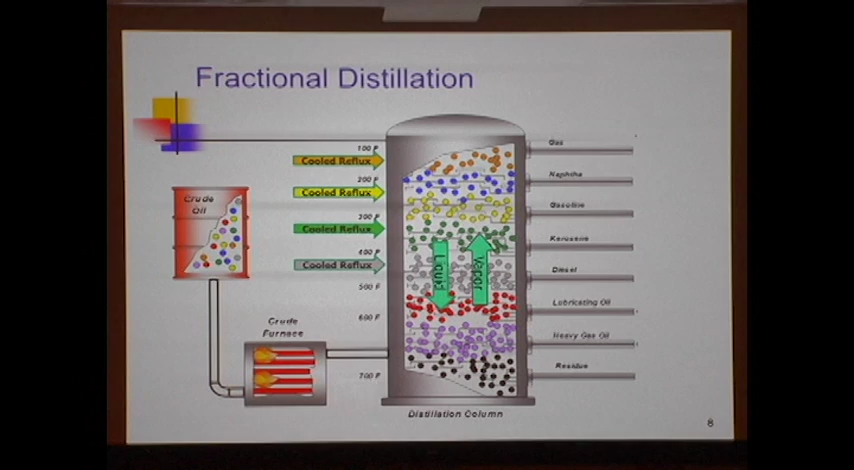 Fractional Distillation
100 F
Gas
Cooled Reflux
200 F
Naphtha
Cooled Reflux
Crude
Oil
Gasoline
300 F
Cooled Reflux
Kerosine
400 F
Cooled Reflux
Liquid
Vapor
Diesel
500 F
Lubricating Oil
600 F
Crude
Furnace
Heavy Gas Oil
Residue
700 F
Distillation Column
8